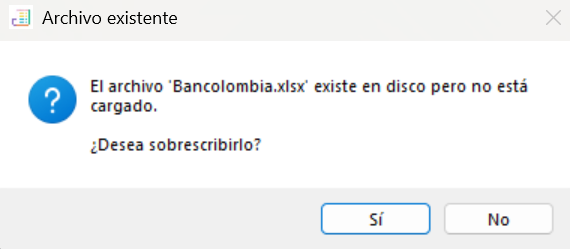 Archivo existente
El archivo 'Bancolombia.xlsx' existe en disco pero no está
cargado.
¿Desea sobrescribirlo?
Sí
No